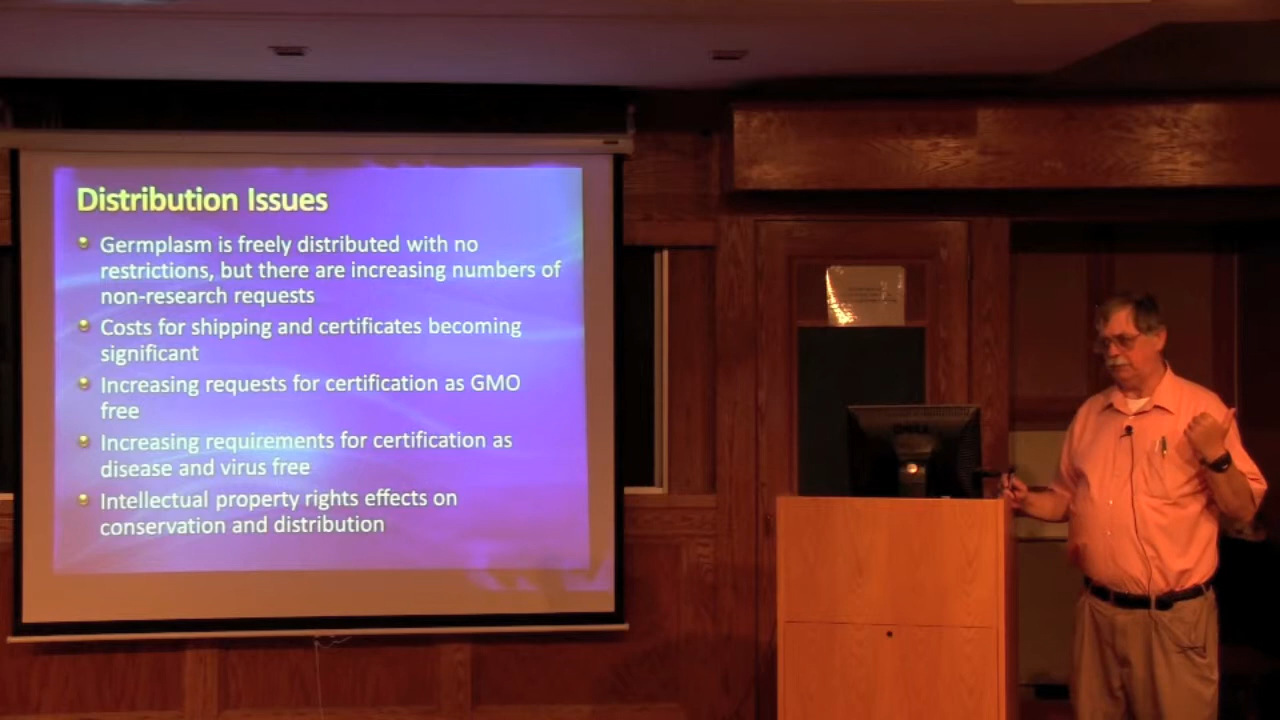 Distribution Issues
Germplasm is freely distributed with no
restrictions, but there are increasing numbers of
non-research requests
Costs for shipping and certificates becoming
significant
Increasing requests for certification as GMO
free
Increasing requirements for certification as
disease and virus free
Intellectual property rights effects on
conservation and distribution
DELL